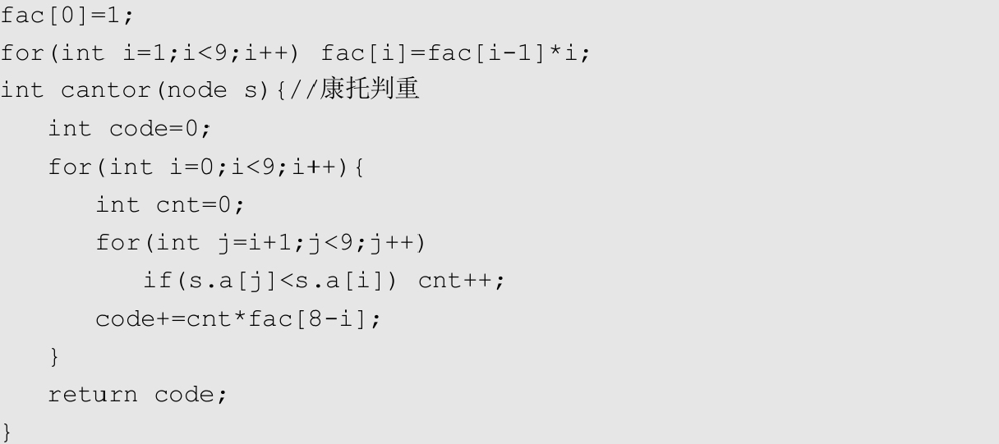 fac[0]=1;
for(int i=1;i<9;i++) fac[i]=fac[i-1]*i;
int cantor(node s){//康托判重
   int code=0;
   for(int i=0;i<9;i++){
      int cnt=0;
      for(int j=i+1;j<9;j++)
         if(s.a[j]<s.a[i]) cnt++;
      code+=cnt*fac[8-i];
   }
   return code;
}